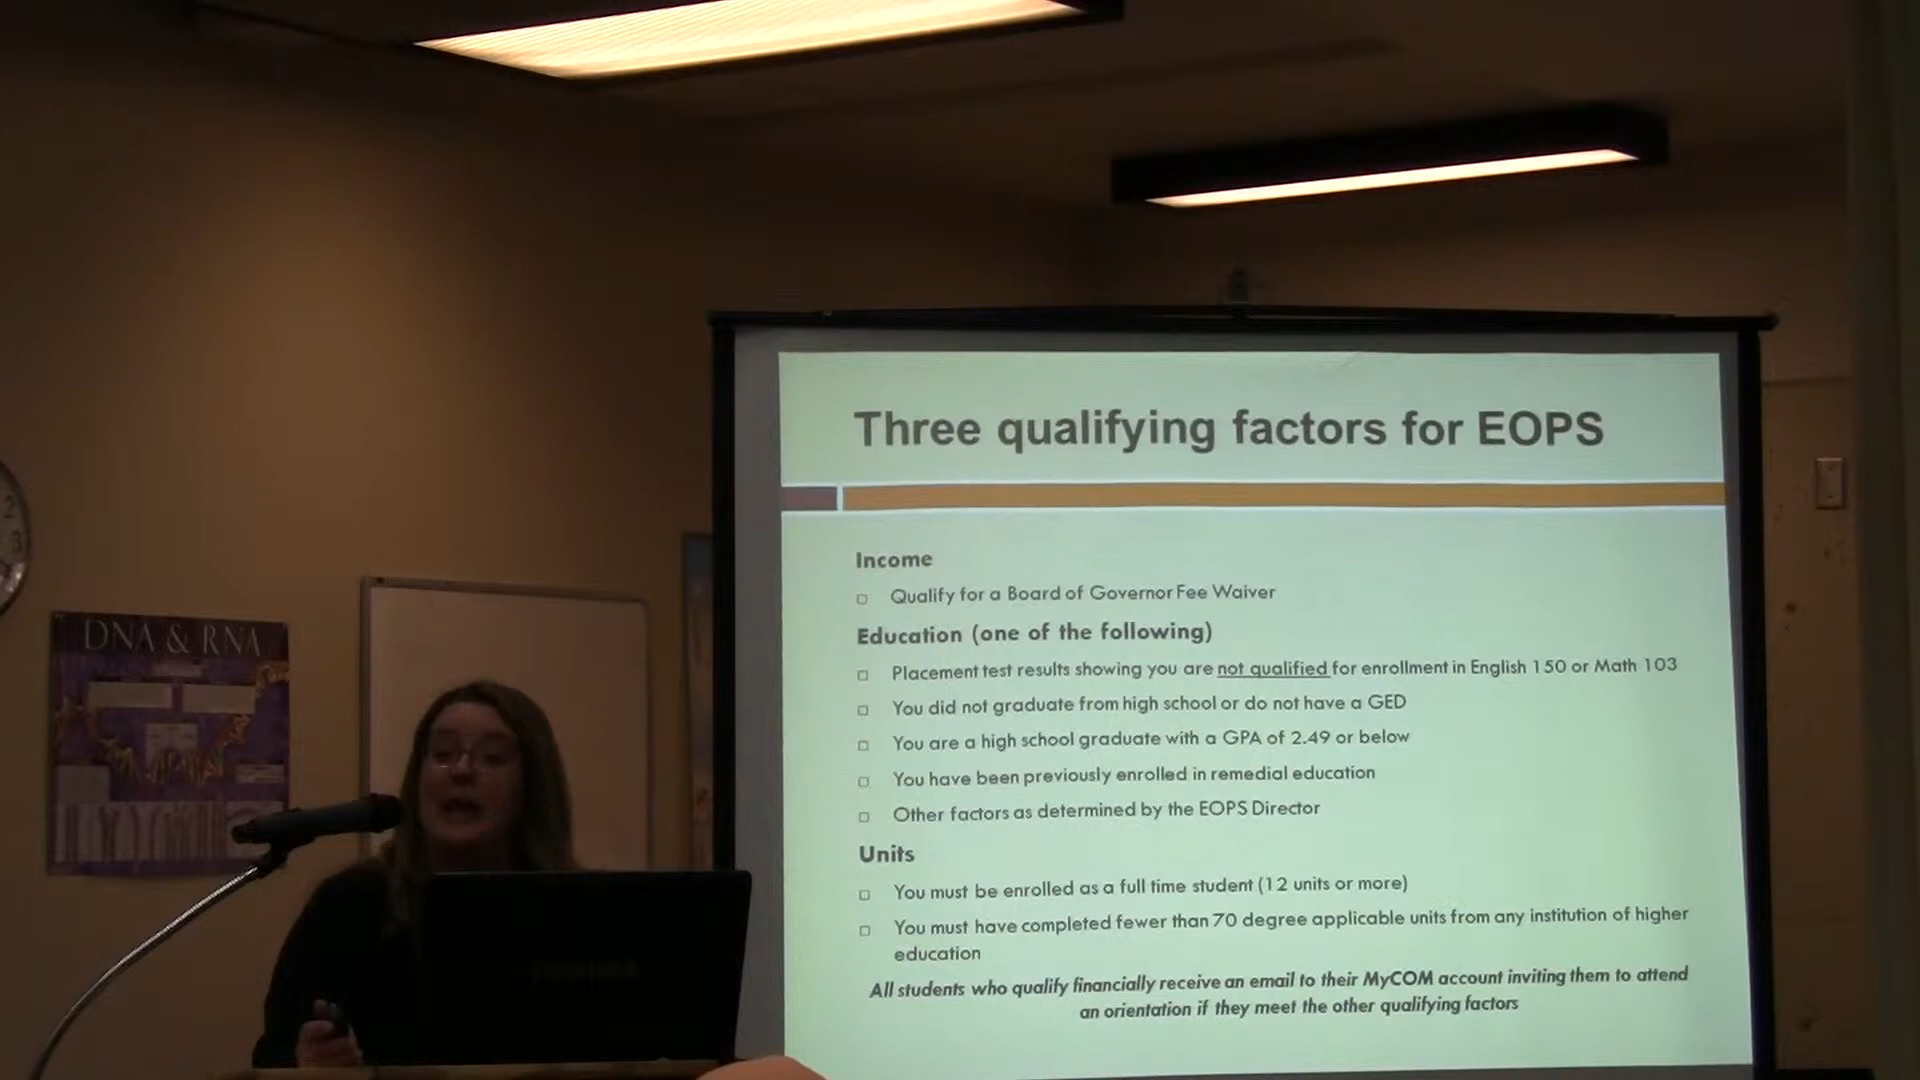 Three qualifying factors for EOPS
Income
Qualify for a Board of Governor Fee Waiver
Education (one of the following)
Placement test results showing you are not qualified for enrollment in English 150 or Math 103
You did not graduate from high school or do not have a GED
You are a high school graduate with a GPA of 2.49 or below
You have been previously enrolled in remedial education
Other factors as determined by the EOPS Director
Units
You must be enrolled as a full time student (12 units or more)
You must have completed fewer than 70 degree applicable units from any institution of higher
education
All students who qualify financially receive an email to their MyCOM account inviting them to attend
an orientation if they meet the other qualifying factors
DNA & RNA
2
3